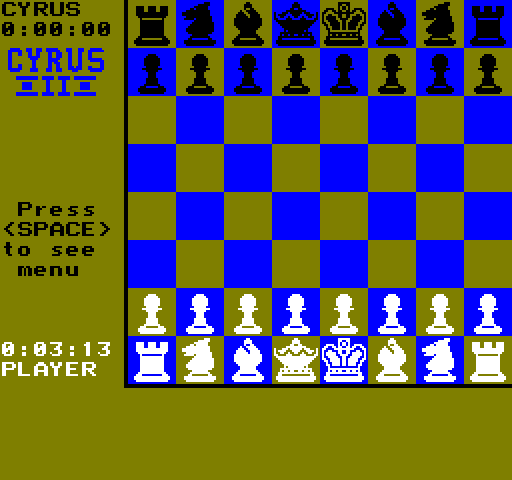 CYRUS
0:00:00
CYRUS
III
Press
<SPACE>
to see
menu
0:03:13
PLAYER